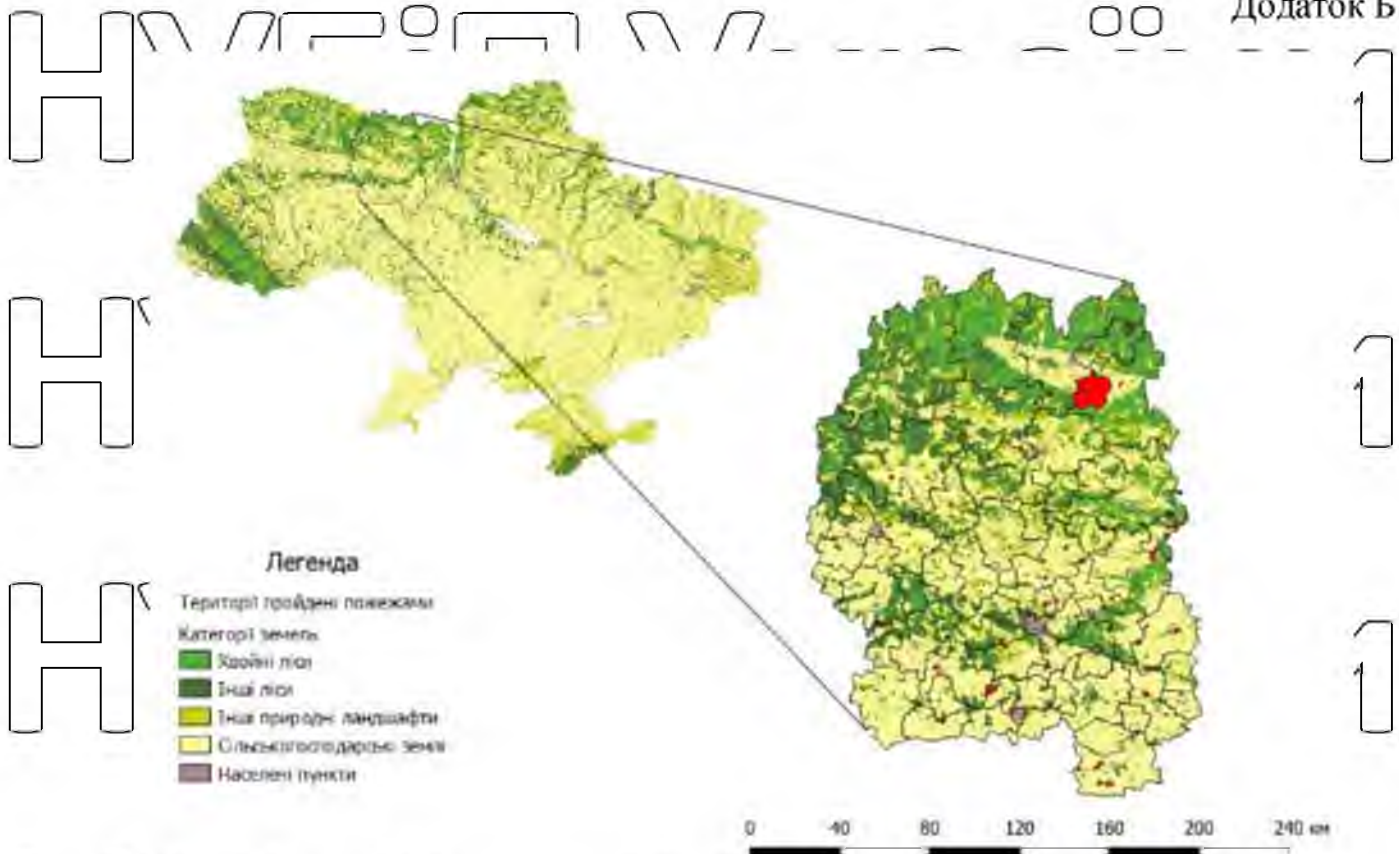 Додаток Б
Легенда
Території пройдені пожежами
Категорії земель
Хвойні ліси
Інші ліси
Інші природні ландшафти
Сільськогосподарські землі
Населені пункти
0 40 80 120 160 200 240 км